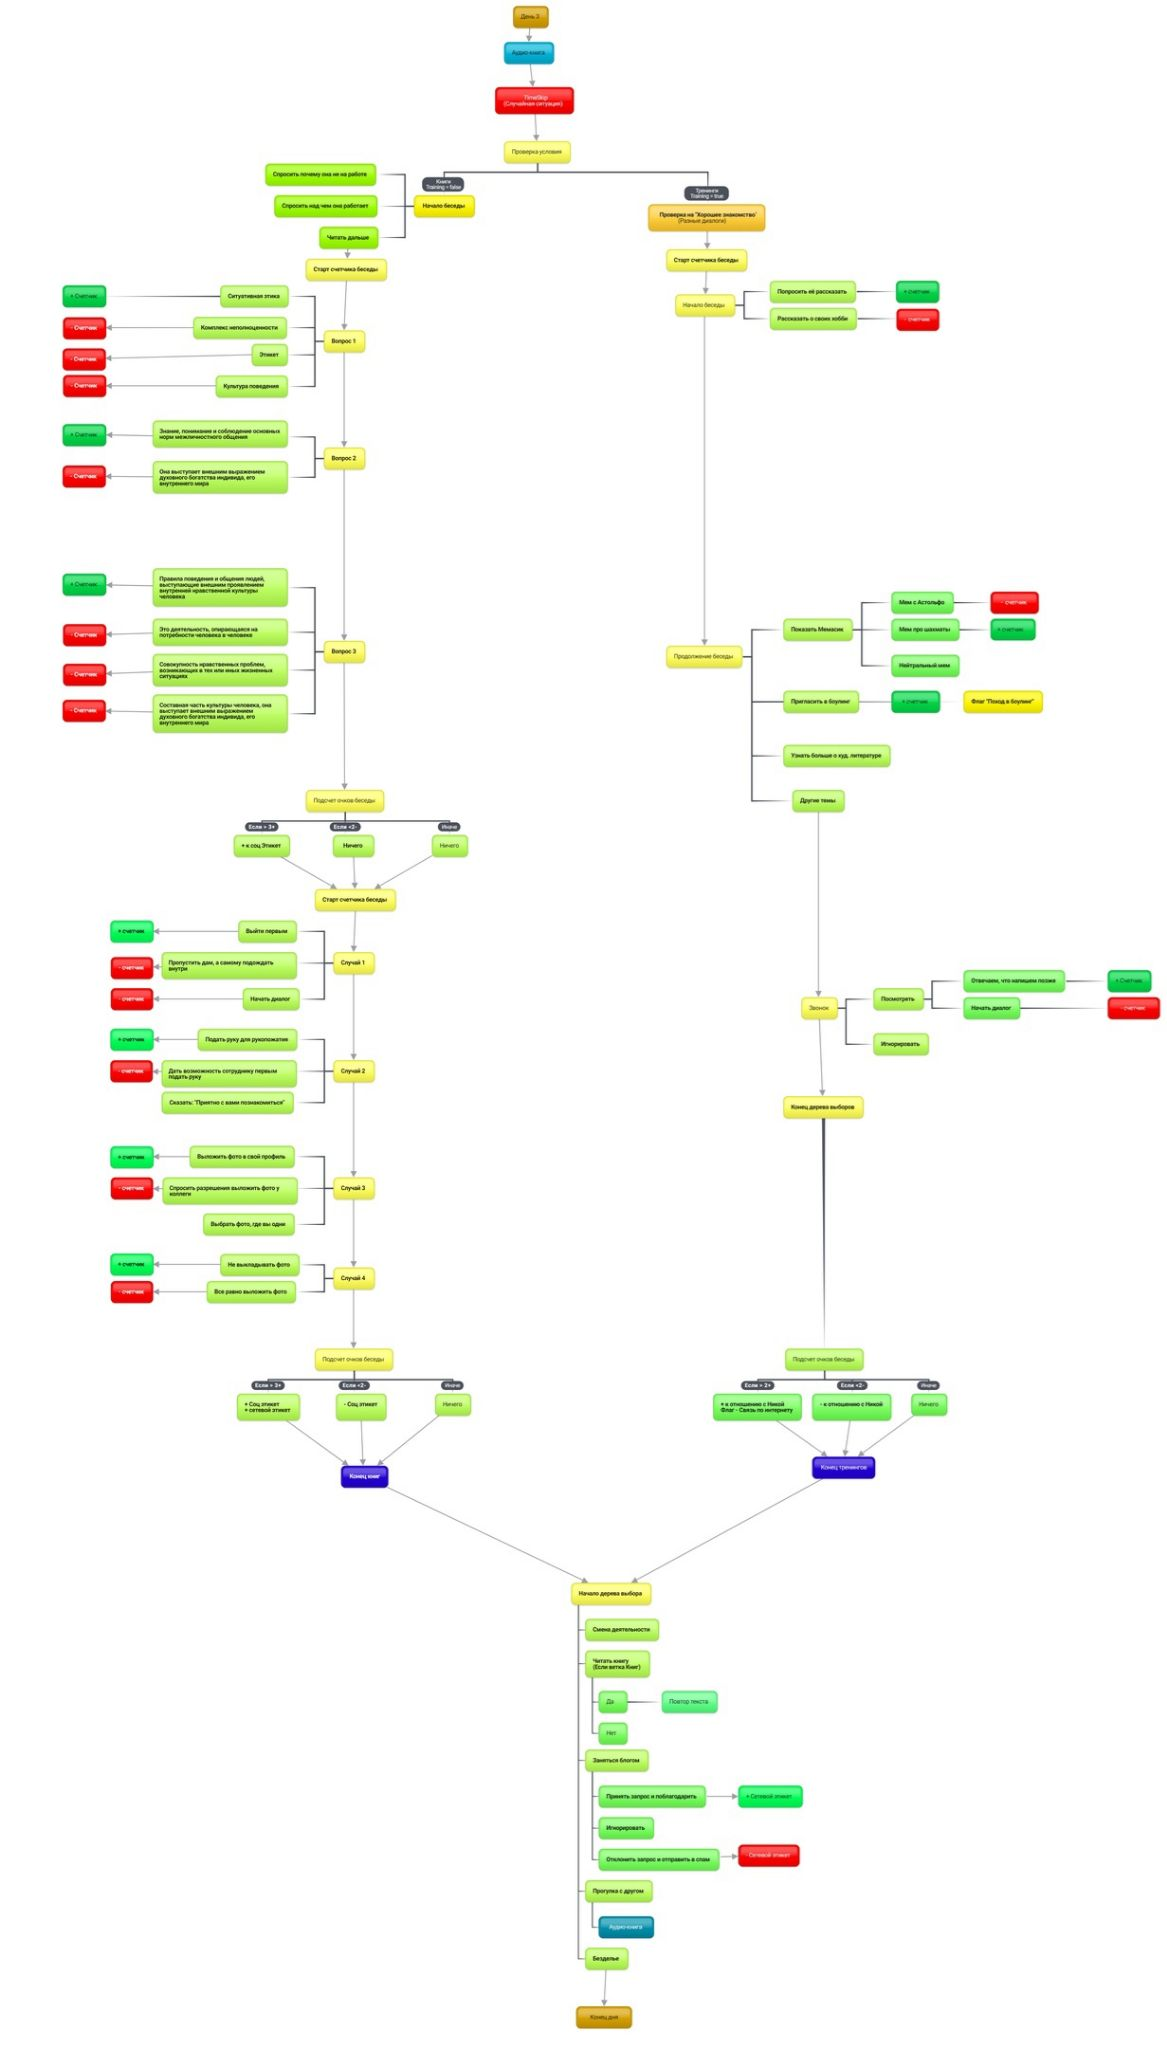 День 3
Аудио-книга
TimeSkip
(Случайная ситуация)
Проверка условия
Книги
Training = false
Спросить почему она не на работе
Спросить над чем она работает
Начало беседы
Читать дальше
Старт счетчика беседы
+ Счетчик
Ситуативная этика
- Счетчик
Комплекс неполноценности
- Счетчик
Этикет
- Счетчик
Культура поведения
Вопрос 1
+ Счетчик
Знание, понимание и соблюдение основных
норм межличностного общения
Вопрос 2
- Счетчик
Она выступает внешним выражением
духовного богатства индивида, его
внутреннего мира
+ Счетчик
Правила поведения и общения людей,
выступающие внешним проявлением
внутренней нравственной культуры
человека
- Счетчик
Это деятельность, опирающаяся на
потребности человека в человеке
Вопрос 3
- Счетчик
Совокупность нравственных проблем,
возникающих в тех или иных жизненных
ситуациях
- Счетчик
Составная часть культуры человека, она
выступает внешним выражением
духовного богатства индивида, его
внутреннего мира
Подсчет очков беседы
Если > 3+
Если <2-
Иначе
+ к соц Этикет
Ничего
Ничего
Старт счетчика беседы
+ счетчик
Выйти первым
- счетчик
Пропустить дам, а самому подождать
внутри
Случай 1
- счетчик
Начать диалог
+ счетчик
Подать руку для рукопожатия
- счетчик
Дать возможность сотруднику первым
подать руку
Случай 2
Сказать: "Приятно с вами познакомиться"
+ счетчик
Выложить фото в свой профиль
- счетчик
Спросить разрешения выложить фото у
коллеги
Случай 3
Выбрать фото, где вы одни
+ счетчик
Не выкладывать фото
Случай 4
- счетчик
Все равно выложить фото
Подсчет очков беседы
Если > 3+
Если <2-
Иначе
+ Соц этикет
+ сетевой этикет
- Соц этикет
Ничего
Конец книг
Тренинги
Training = true
Проверка на "Хорошее знакомство"
(Разные диалоги)
Старт счетчика беседы
Начало беседы
Попросить её рассказать
+ счетчик
Рассказать о своих хобби
- счетчик
Продолжение беседы
Показать Мемасик
Мем с Астольфо
- счетчик
Мем про шахматы
+ счетчик
Нейтральный мем
Пригласить в боулинг
+ счетчик
Флаг "Поход в боулинг"
Узнать больше о худ. литературе
Другие темы
Звонок
Посмотреть
Отвечаем, что напишем позже
+ Счетчик
Начать диалог
- счетчик
Игнорировать
Конец дерева выборов
Подсчет очков беседы
Если > 2+
Если <2-
Иначе
+ к отношению с Никой
Флаг - Связь по интернету
- к отношению с Никой
Ничего
Конец тренингов
Начало дерева выбора
Смена деятельности
Читать книгу
(Если ветка Книг)
Да
Повтор текста
Нет
Заняться блогом
Принять запрос и поблагодарить
+ Сетевой этикет
Игнорировать
Отклонить запрос и отправить в спам
- Сетевой этикет
Прогулка с другом
Аудио-книга
Безделье
Конец дня